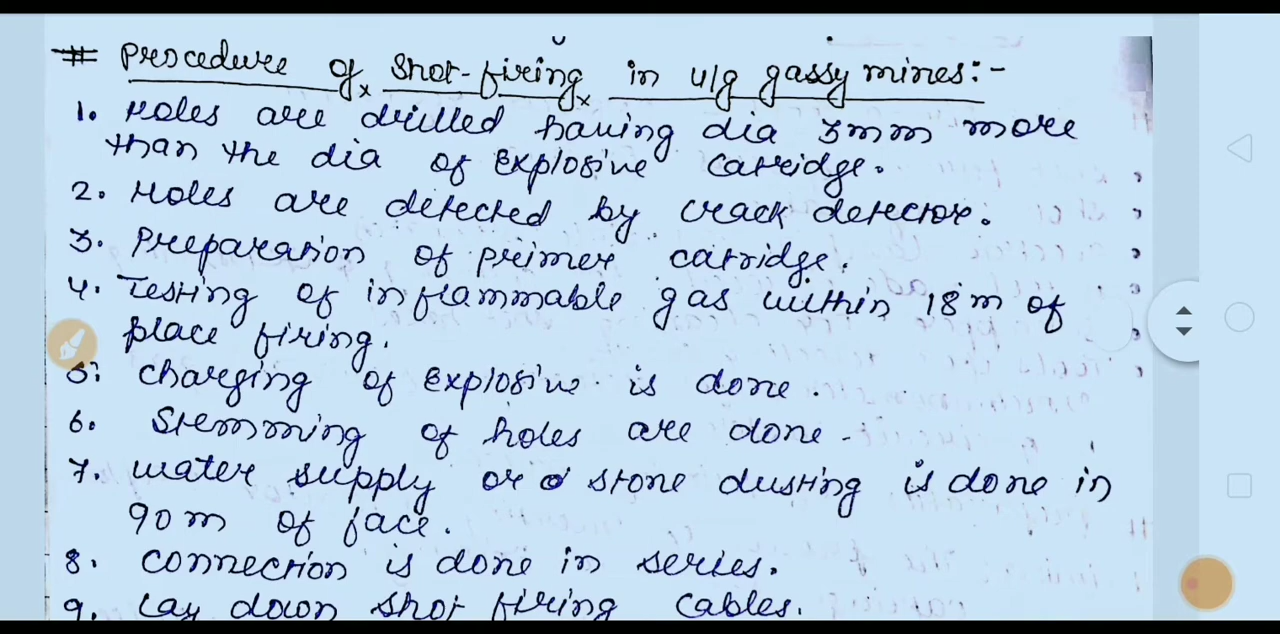 # Procedure of Shot-firing in u/g gassy mines:-
1. Holes are drilled having dia 3mm more
than the dia of explosive catridge.
2. Holes are detected by crack detector.
3. Preparation of primer catridge.
4. Testing of inflammable gas within 18m of
place firing.
5. Charging of explosive is done.
6. Stemming of holes are done.
7. water supply or stone dusting is done in
90m of face.
8. Connection is done in series.
9. Lay down shot firing cables.